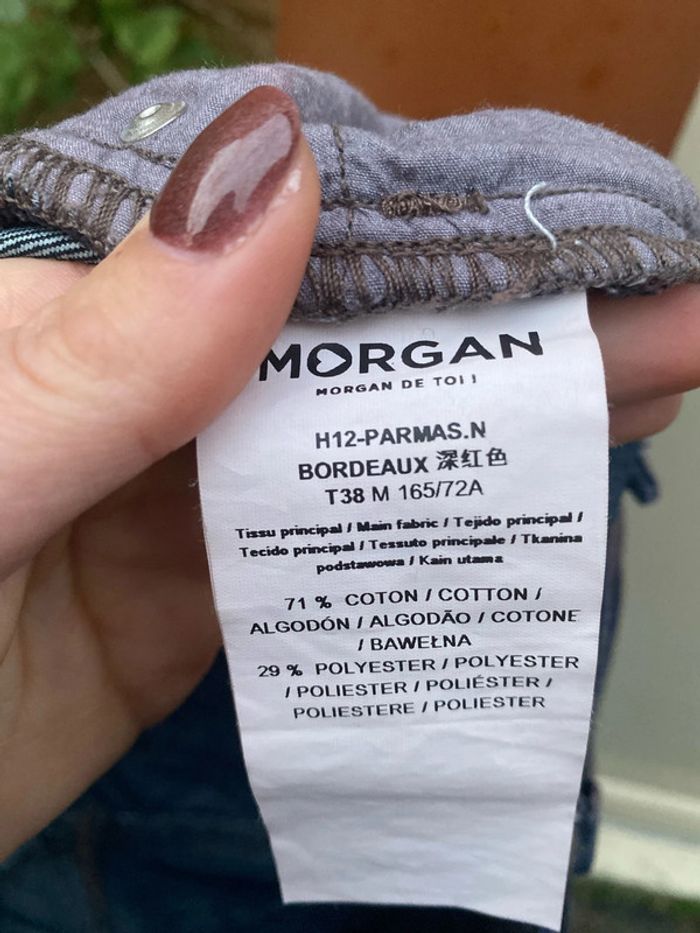 MORGAN
MORGAN DE TOI !
H12-PARMAS.N
BORDEAUX 深红色
T38 M 165/72A
Tissu principal / Main fabric / Tejido principal /
Tecido principal / Tessuto principale / Tkanina
podstawowa / Kain utama
71 % COTON / COTTON /
ALGODÓN / ALGODÃO / COTONE
/ BAWEŁNA
29 % POLYESTER / POLYESTER
/ POLIESTER / POLIÉSTER /
POLIESTERE / POLIESTER